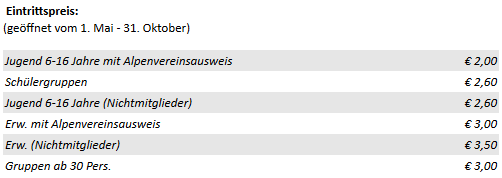 Eintrittspreis:
(geöffnet vom 1. Mai - 31. Oktober)
Jugend 6-16 Jahre mit Alpenvereinsausweis € 2,00
Schülergruppen € 2,60
Jugend 6-16 Jahre (Nichtmitglieder) € 2,60
Erw. mit Alpenvereinsausweis € 3,00
Erw. (Nichtmitglieder) € 3,50
Gruppen ab 30 Pers. € 3,00